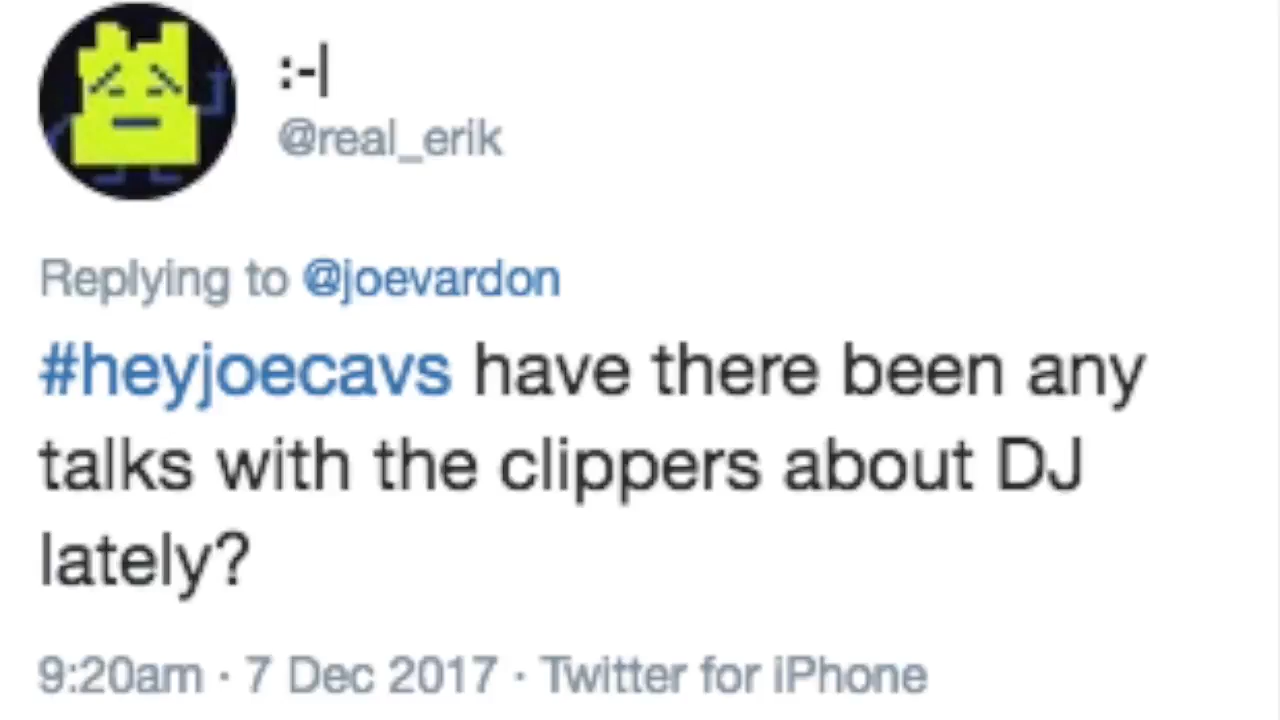 :-|
@real_erik
Replying to @joevardon
#heyjoecavs have there been any
talks with the clippers about DJ
lately?
9:20am · 7 Dec 2017 · Twitter for iPhone